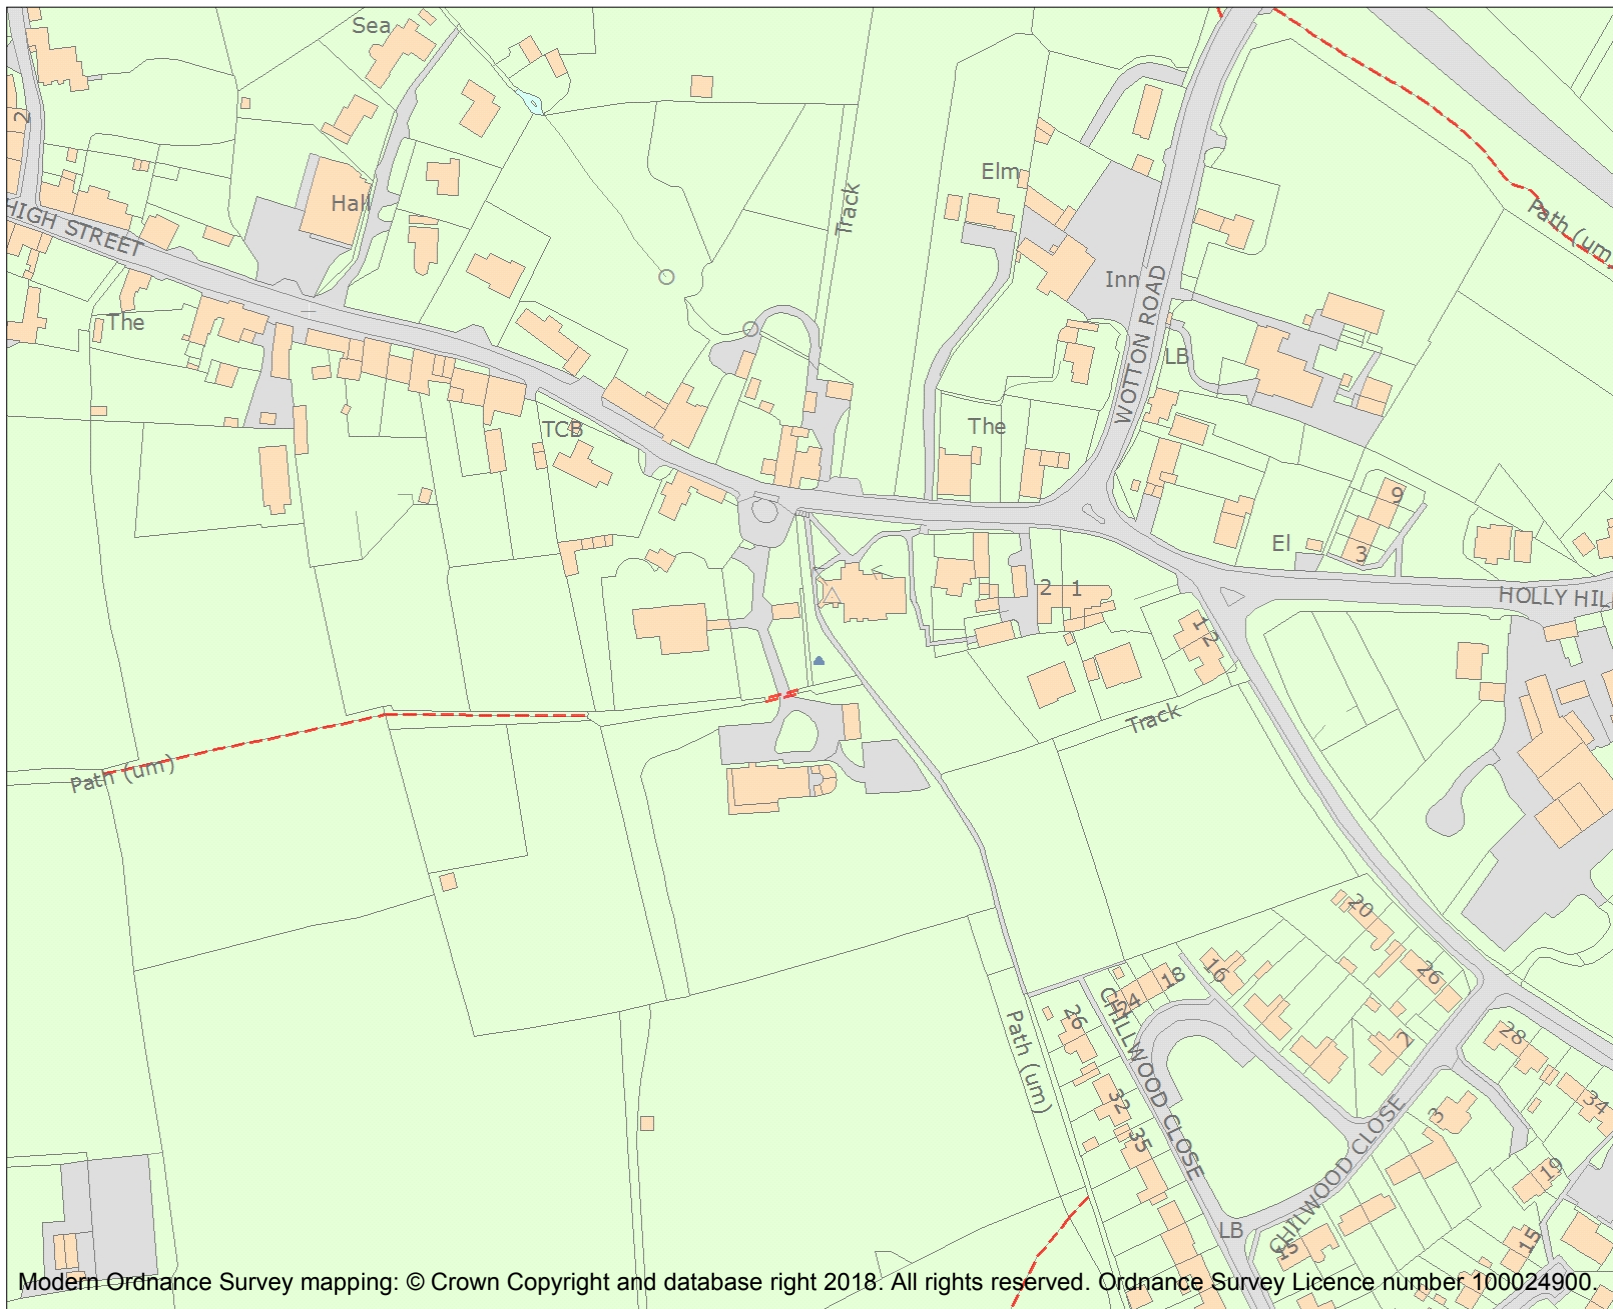 Sea
2
Elm
Track
Hall
HIGH STREET
Path (um
Inn
WOTTON ROAD
The
LB
The
TCB
9
El
3
2 1
HOLLY HIL
1
2
Track
Path (um)
20
16
18
26
24
26
CHILLWOOD CLOSE
Path (um)
28
2
32
34
3
35
CHILWOOD CLOSE
19
LB
15
15
Modern Ordnance Survey mapping: © Crown Copyright and database right 2018. All rights reserved. Ordnance Survey Licence number 100024900.